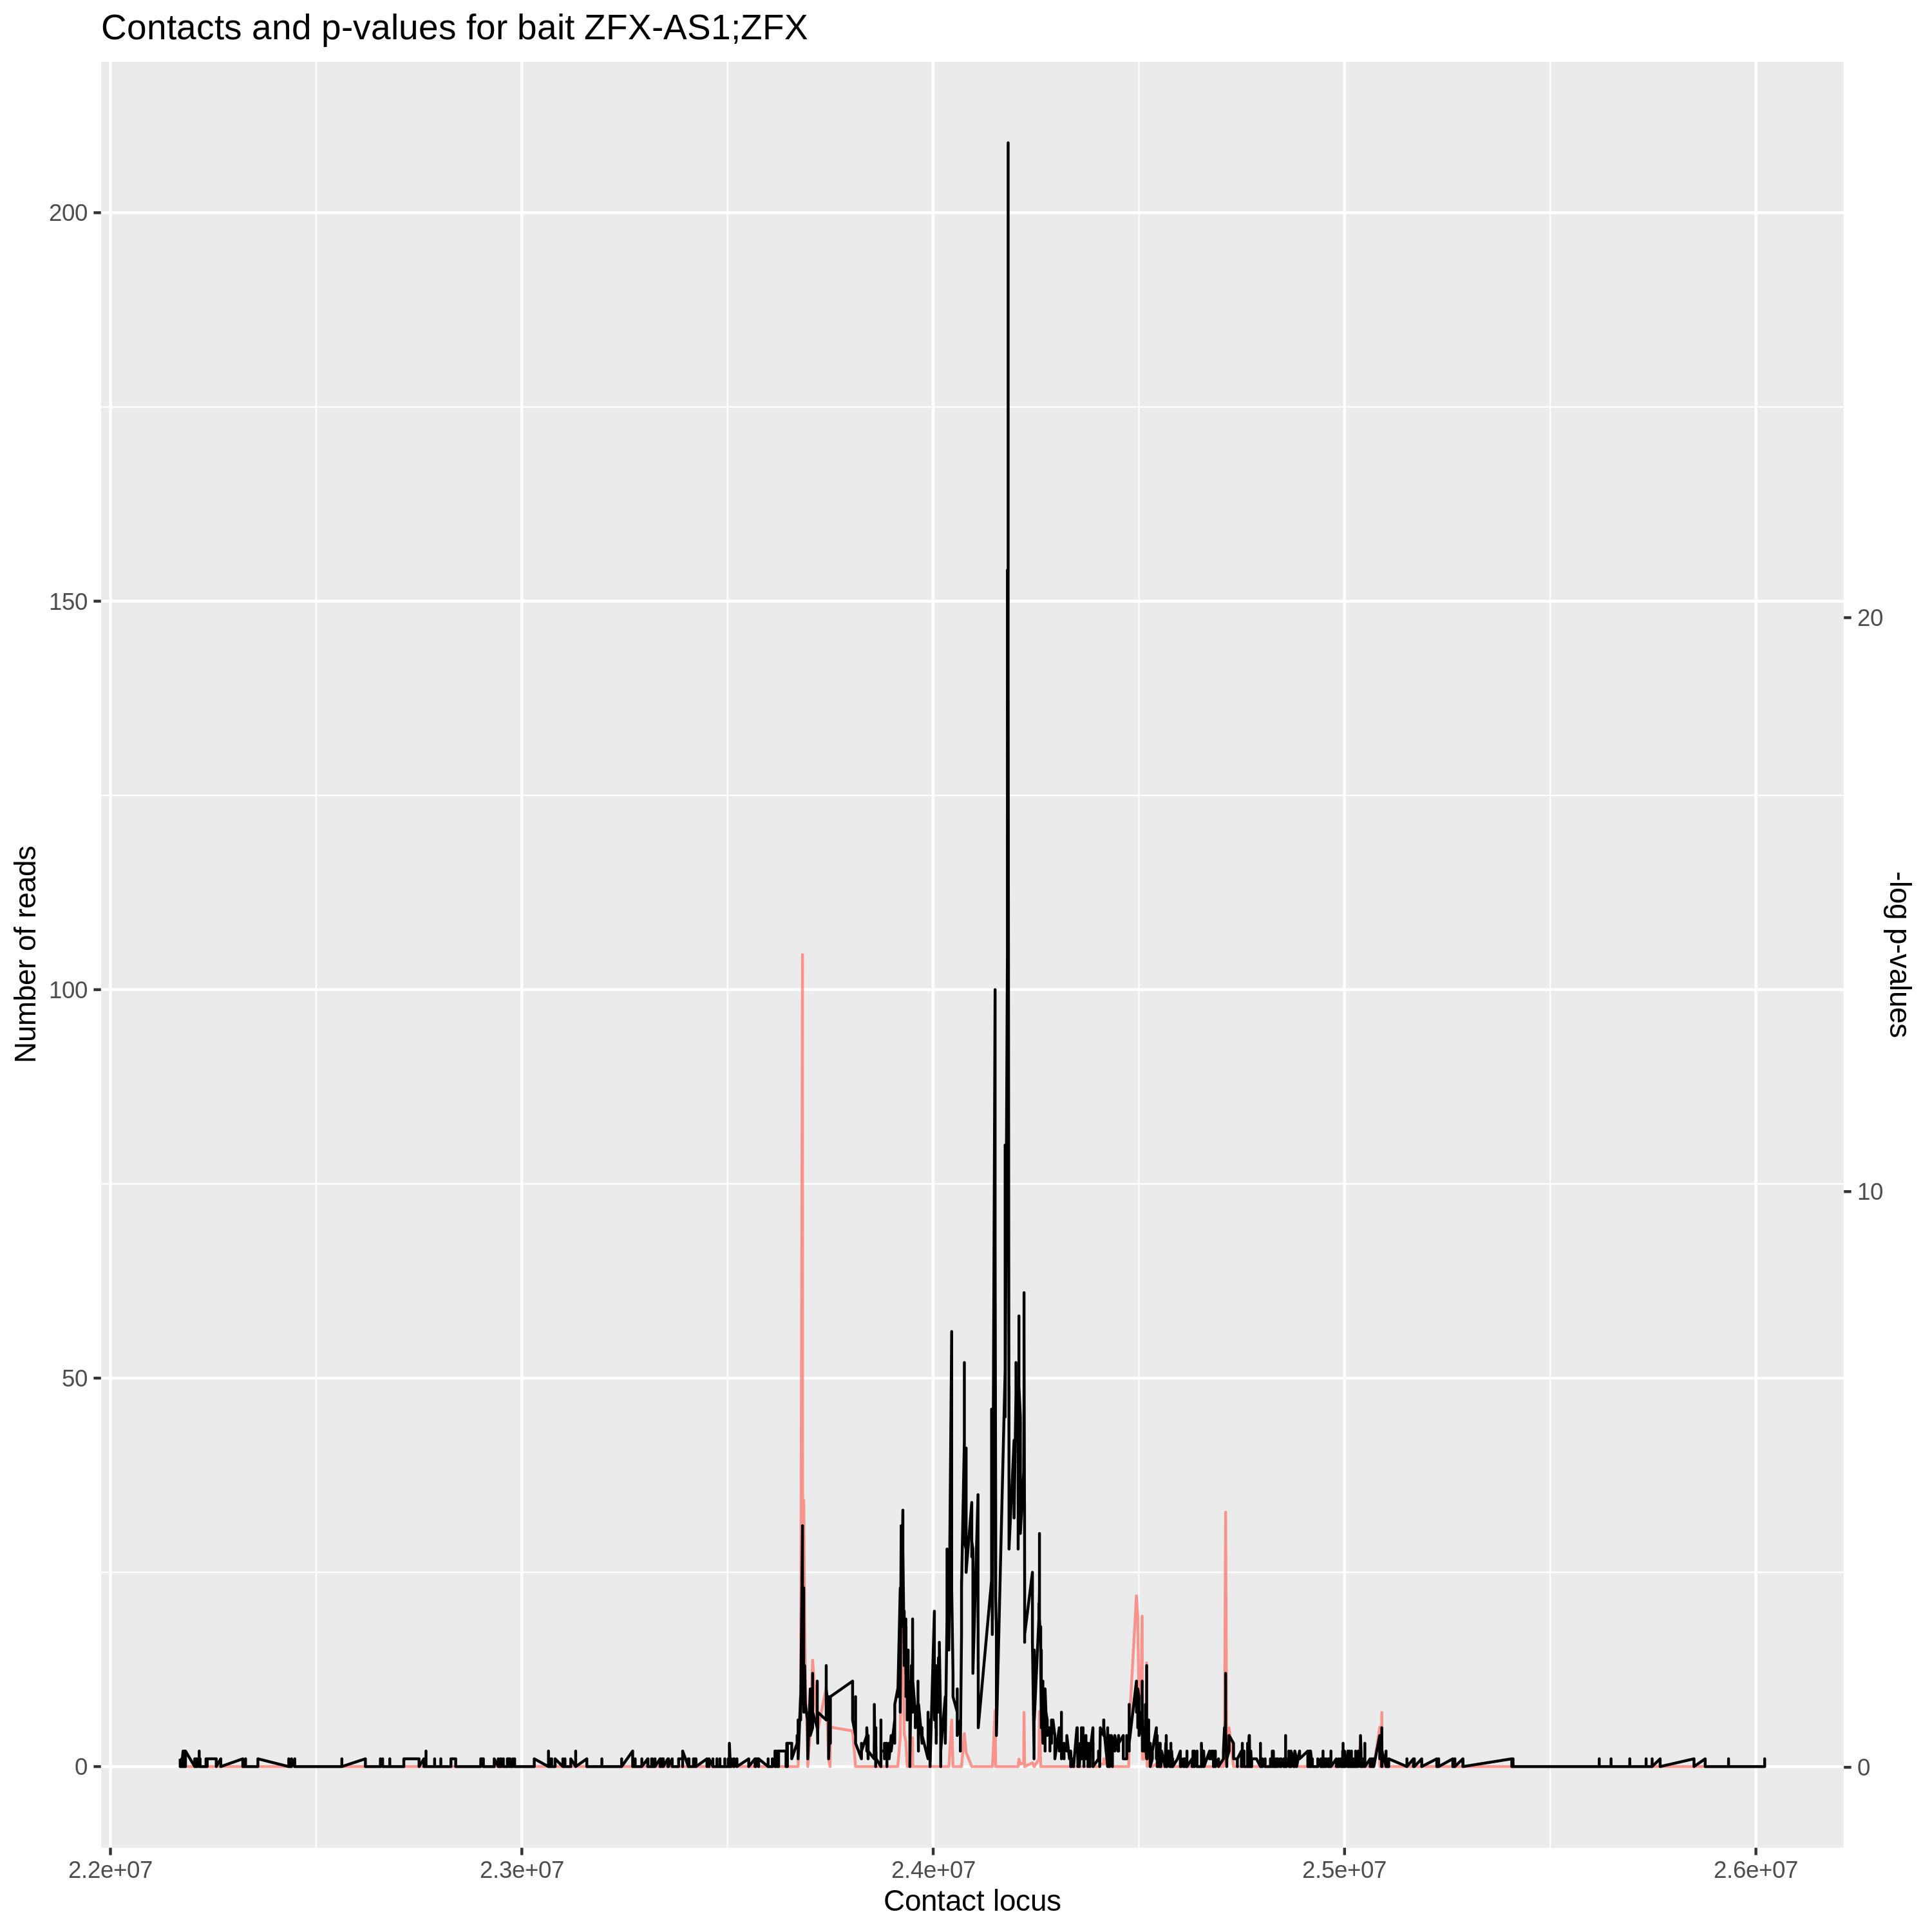 Contacts and p-values for bait ZFX-AS1;ZFX
200
150
100
50
0
Number of reads
20
10
0
-log p-values
2.2e+07
2.3e+07
2.4e+07
2.5e+07
2.6e+07
Contact locus